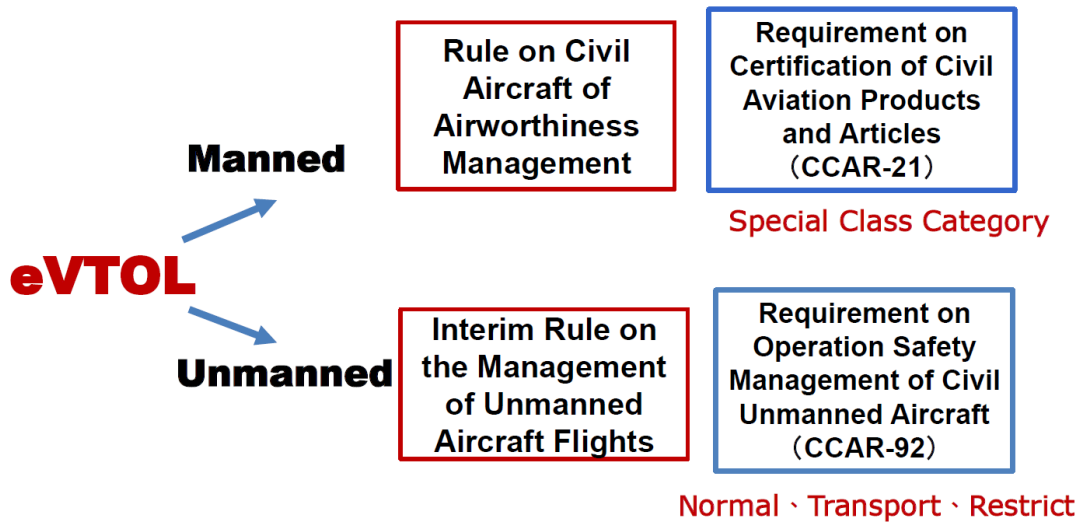 eVTOL
Manned
Rule on Civil
Aircraft of
Airworthiness
Management
Requirement on
Certification of Civil
Aviation Products
and Articles
（CCAR-21）
Special Class Category
Unmanned
Interim Rule on
the Management
of Unmanned
Aircraft Flights
Requirement on
Operation Safety
Management of Civil
Unmanned Aircraft
（CCAR-92）
Normal、Transport、Restrict